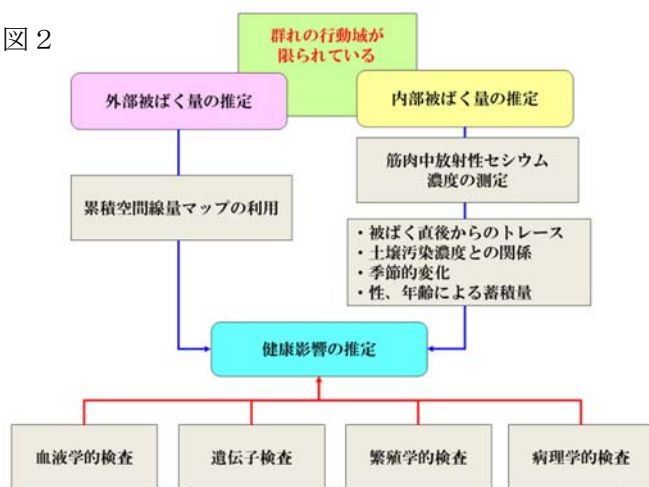 図２
群れの行動域が
限られている
外部被ばく量の推定
内部被ばく量の推定
筋肉中放射性セシウム
濃度の測定
累積空間線量マップの利用
・被ばく直後からのトレース
・土壌汚染濃度との関係
・季節的変化
・性、年齢による蓄積量
健康影響の推定
血液学的検査
遺伝子検査
繁殖学的検査
病理学的検査